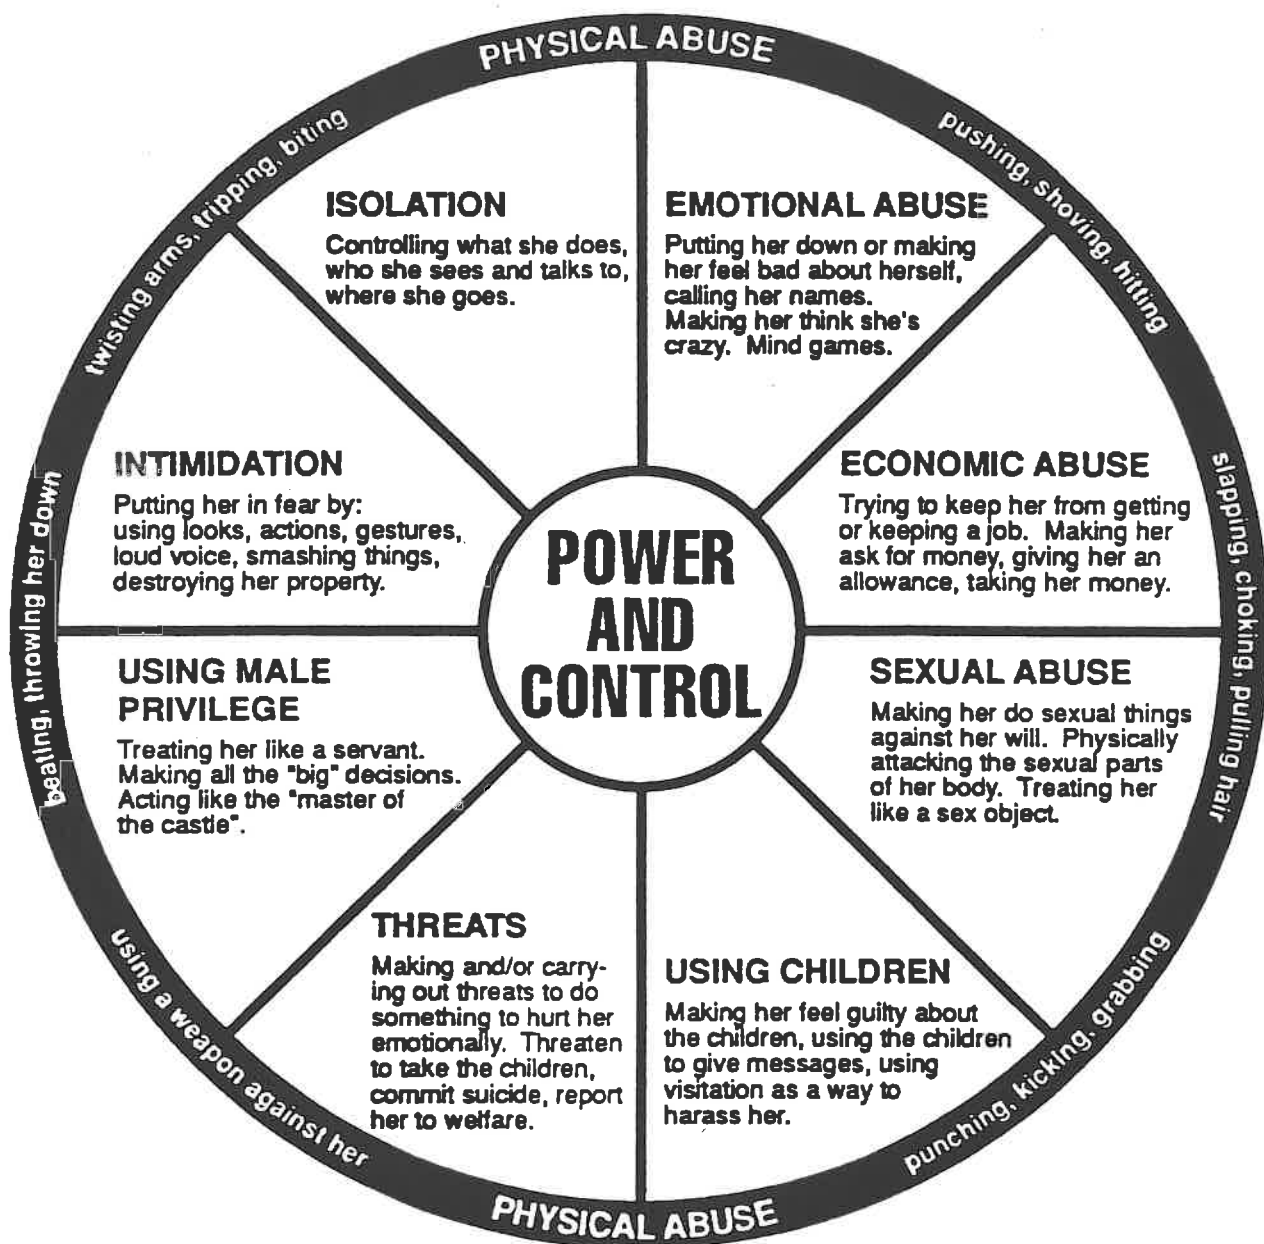 PHYSICAL ABUSE
pushing, shoving, hitting
slapping, choking, pulling hair
punching, kicking, grabbing
PHYSICAL ABUSE
using a weapon against her
beating, throwing her down
twisting arms, tripping, biting
POWER
AND
CONTROL
ISOLATION
Controlling what she does,
who she sees and talks to,
where she goes.
EMOTIONAL ABUSE
Putting her down or making
her feel bad about herself,
calling her names.
Making her think she's
crazy. Mind games.
INTIMIDATION
Putting her in fear by:
using looks, actions, gestures,
loud voice, smashing things,
destroying her property.
ECONOMIC ABUSE
Trying to keep her from getting
or keeping a job. Making her
ask for money, giving her an
allowance, taking her money.
USING MALE
PRIVILEGE
Treating her like a servant.
Making all the "big" decisions.
Acting like the "master of
the castle".
SEXUAL ABUSE
Making her do sexual things
against her will. Physically
attacking the sexual parts
of her body. Treating her
like a sex object.
THREATS
Making and/or carry-
ing out threats to do
something to hurt her
emotionally. Threaten
to take the children,
commit suicide, report
her to welfare.
USING CHILDREN
Making her feel guilty about
the children, using the children
to give messages, using
visitation as a way to
harass her.